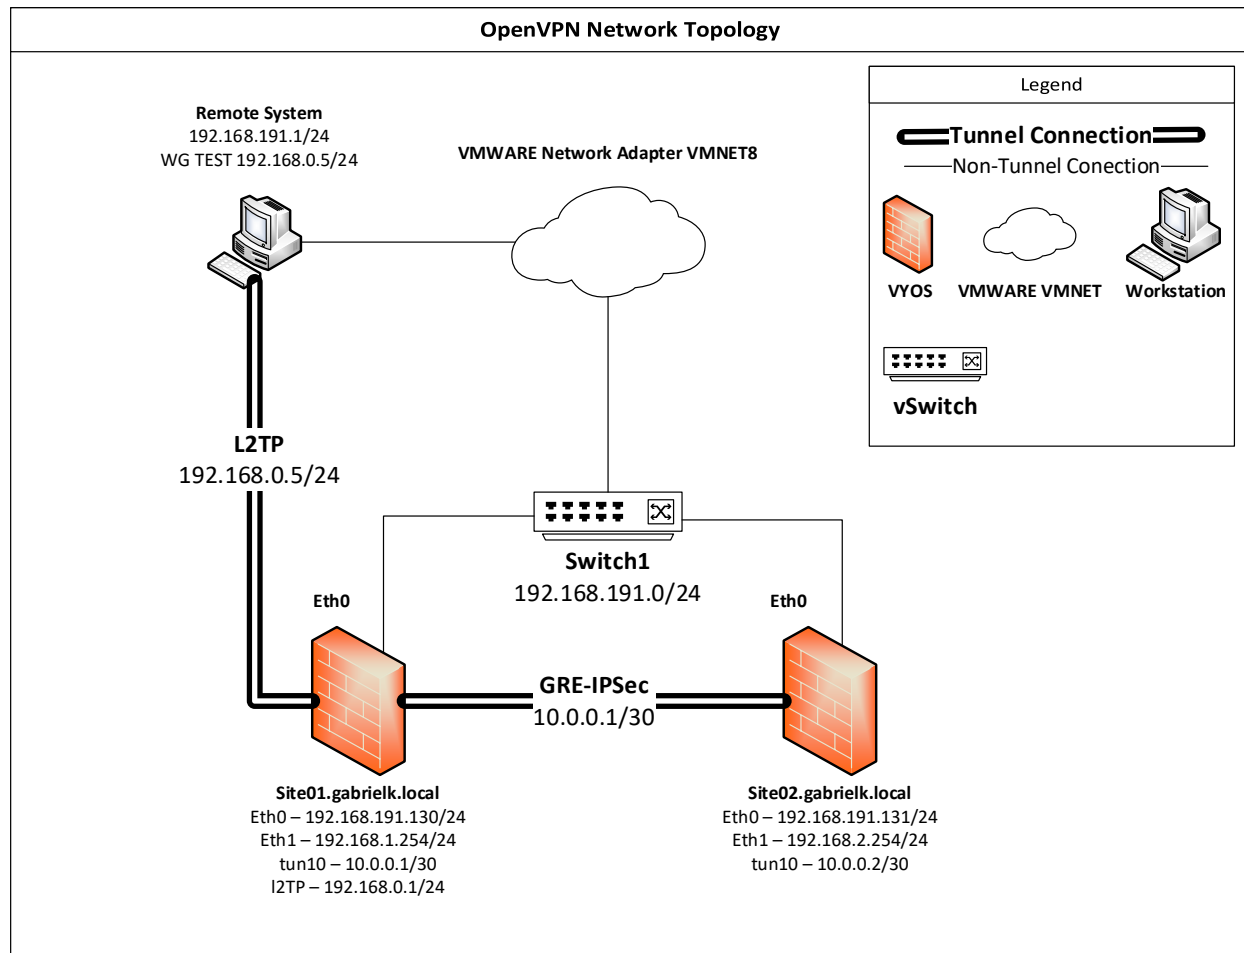 OpenVPN Network Topology
Legend
Tunnel Connection
Non-Tunnel Conection
VYOS
VMWARE VMNET
Workstation
vSwitch
Remote System
192.168.191.1/24
WG TEST 192.168.0.5/24
VMWARE Network Adapter VMNET8
L2TP
192.168.0.5/24
Switch1
192.168.191.0/24
Eth0
Eth0
GRE-IPSec
10.0.0.1/30
Site01.gabrielk.local
Eth0 – 192.168.191.130/24
Eth1 – 192.168.1.254/24
tun10 – 10.0.0.1/30
l2TP – 192.168.0.1/24
Site02.gabrielk.local
Eth0 – 192.168.191.131/24
Eth1 – 192.168.2.254/24
tun10 – 10.0.0.2/30